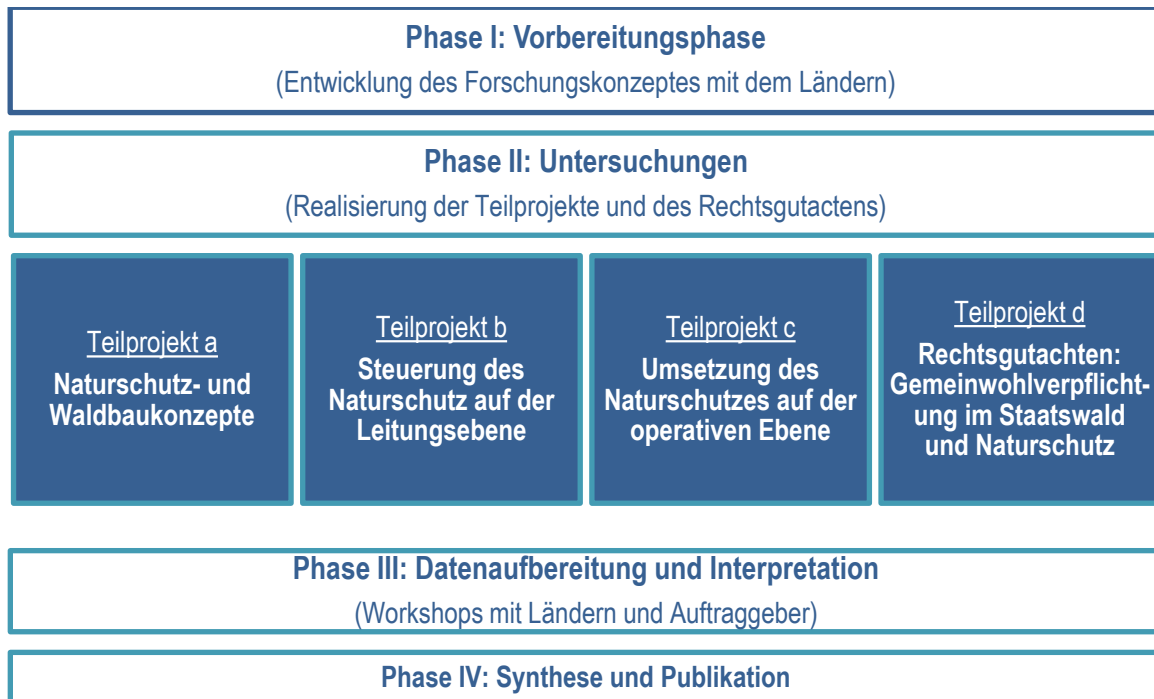 Phase I: Vorbereitungsphase
(Entwicklung des Forschungskonzeptes mit dem Ländern)
Phase II: Untersuchungen
(Realisierung der Teilprojekte und des Rechtsgutactens)
Teilprojekt a
Naturschutz- und
Waldbaukonzepte
Teilprojekt b
Steuerung des
Naturschutz auf der
Leitungsebene
Teilprojekt c
Umsetzung des
Naturschutzes auf der
operativen Ebene
Teilprojekt d
Rechtsgutachten:
Gemeinwohlverpflicht-
ung im Staatswald
und Naturschutz
Phase III: Datenaufbereitung und Interpretation
(Workshops mit Ländern und Auftraggeber)
Phase IV: Synthese und Publikation